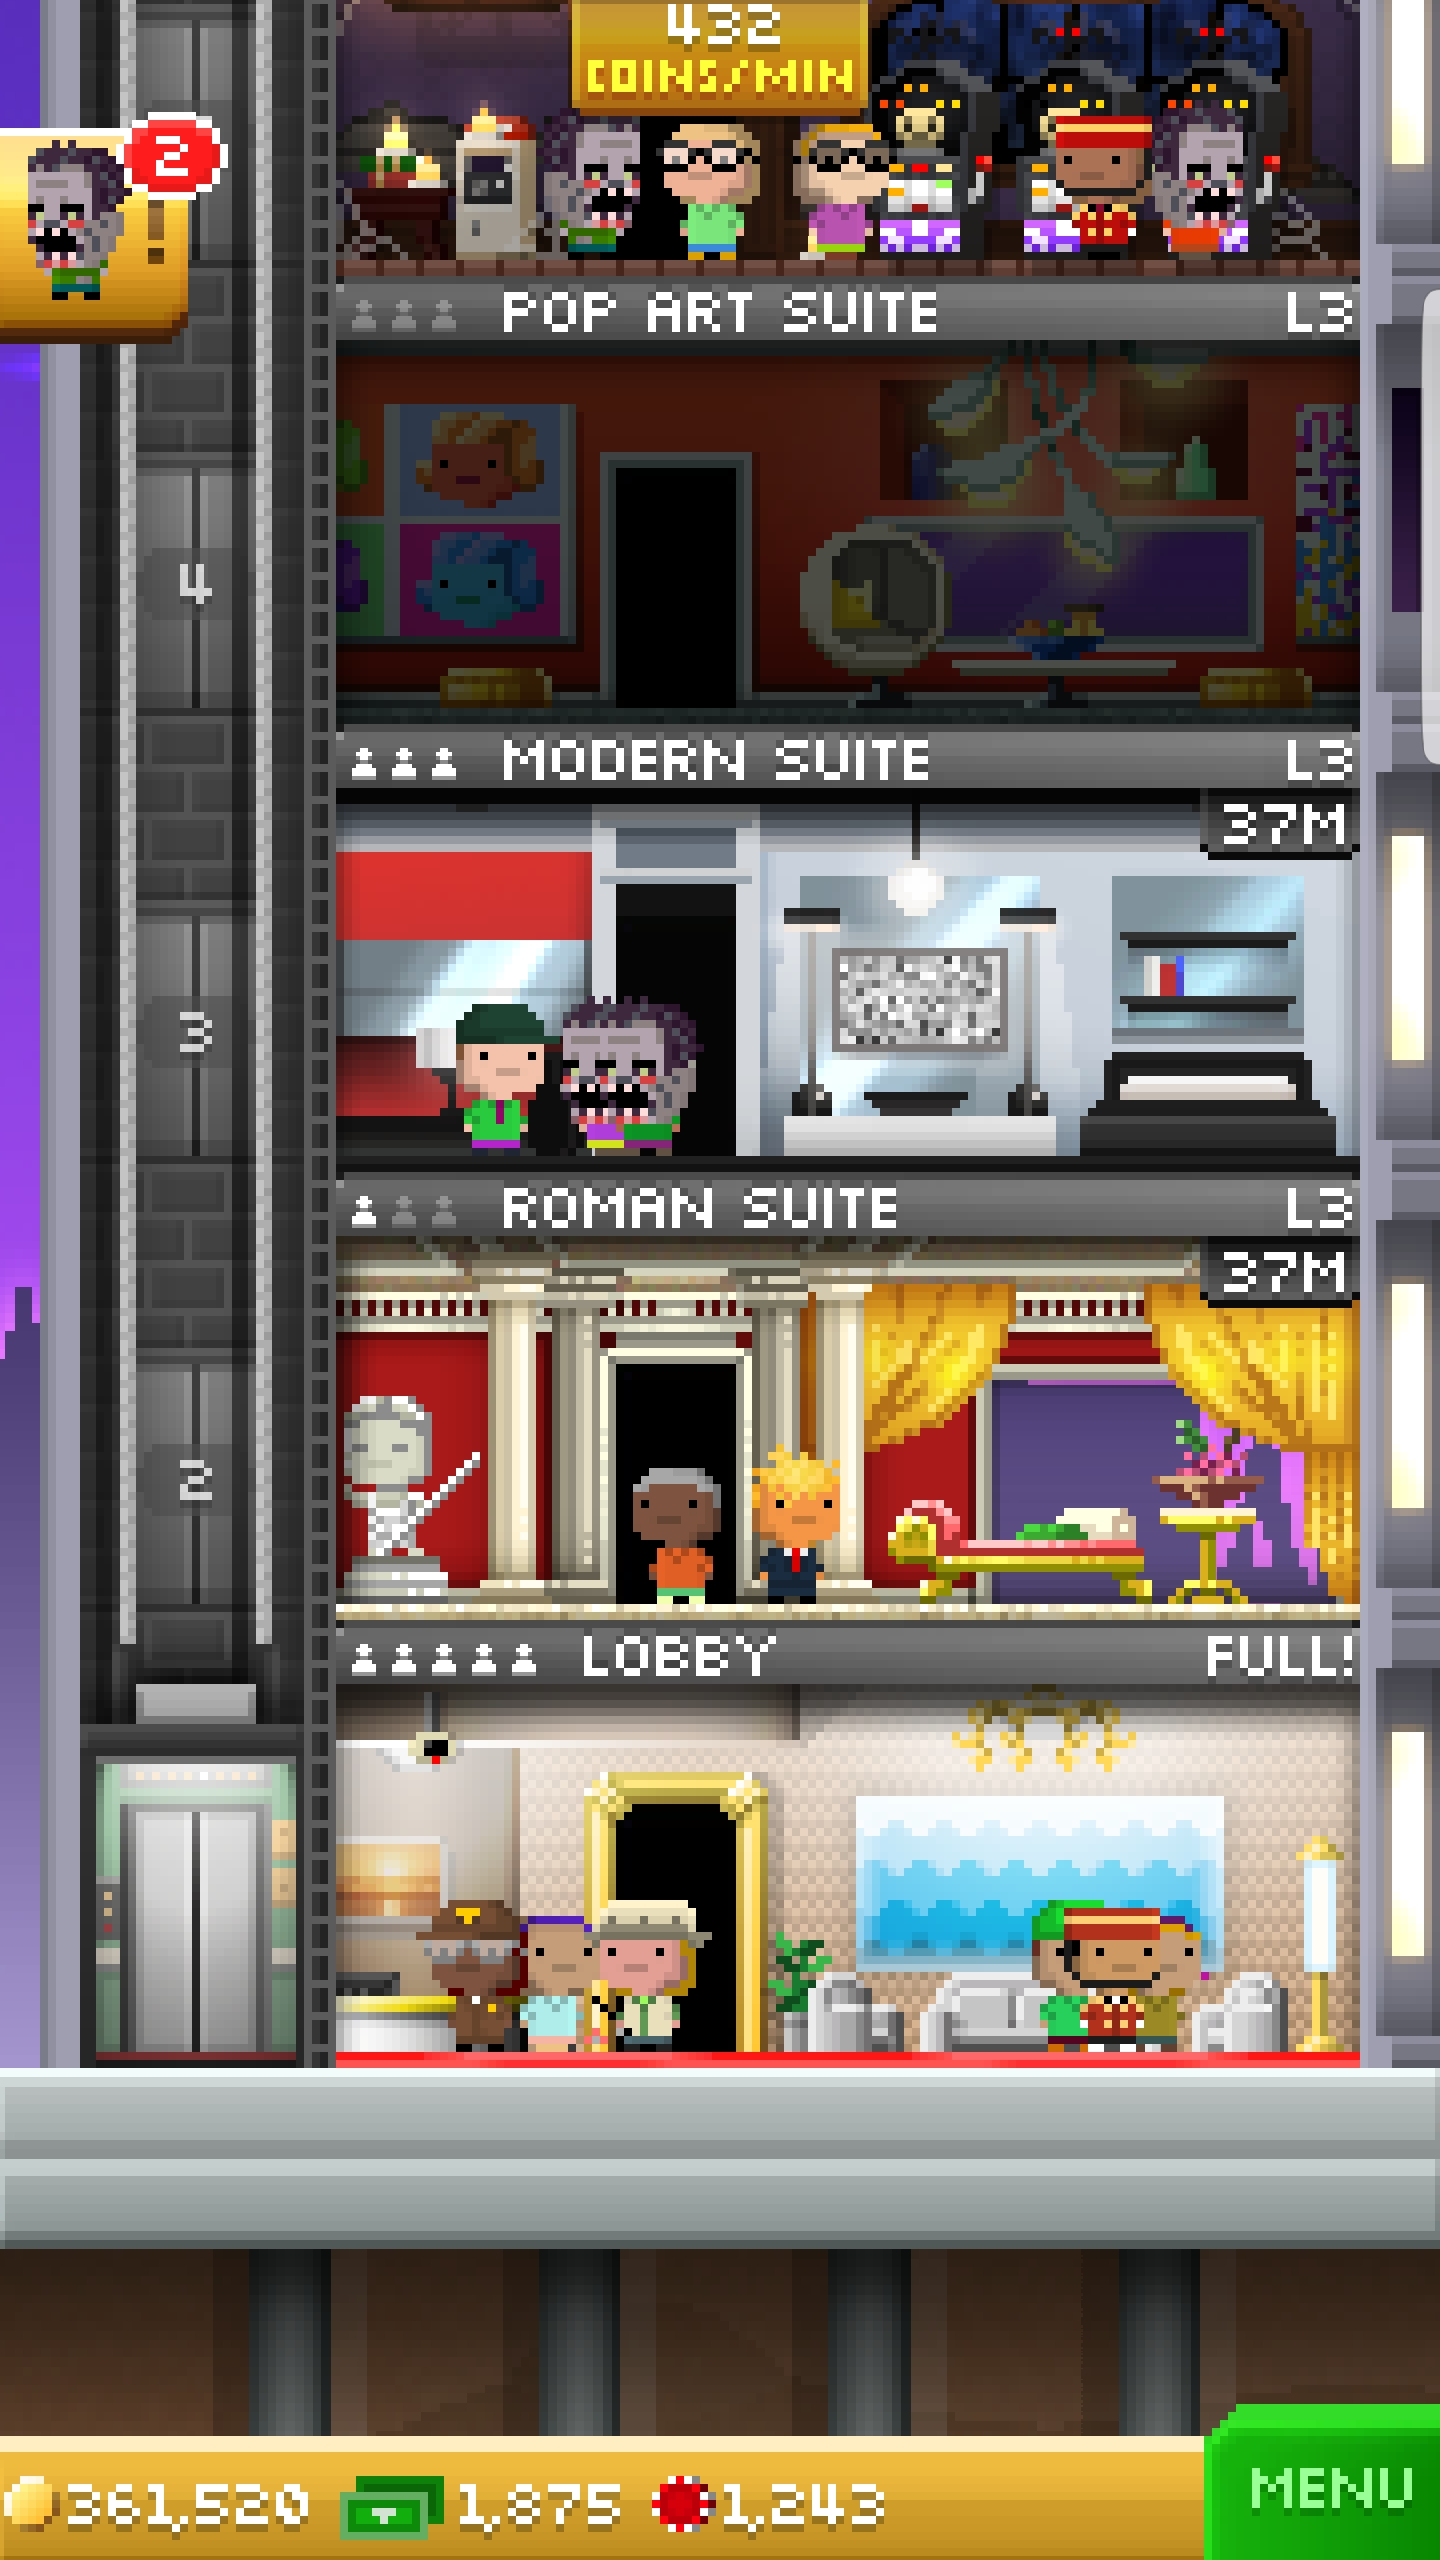 432
COINS/MIN
2
!
POP ART SUITE L3
4
MODERN SUITE L3
37M
3
ROMAN SUITE L3
37M
2
LOBBY FULL!
361,520 1,875 1,243
MENU